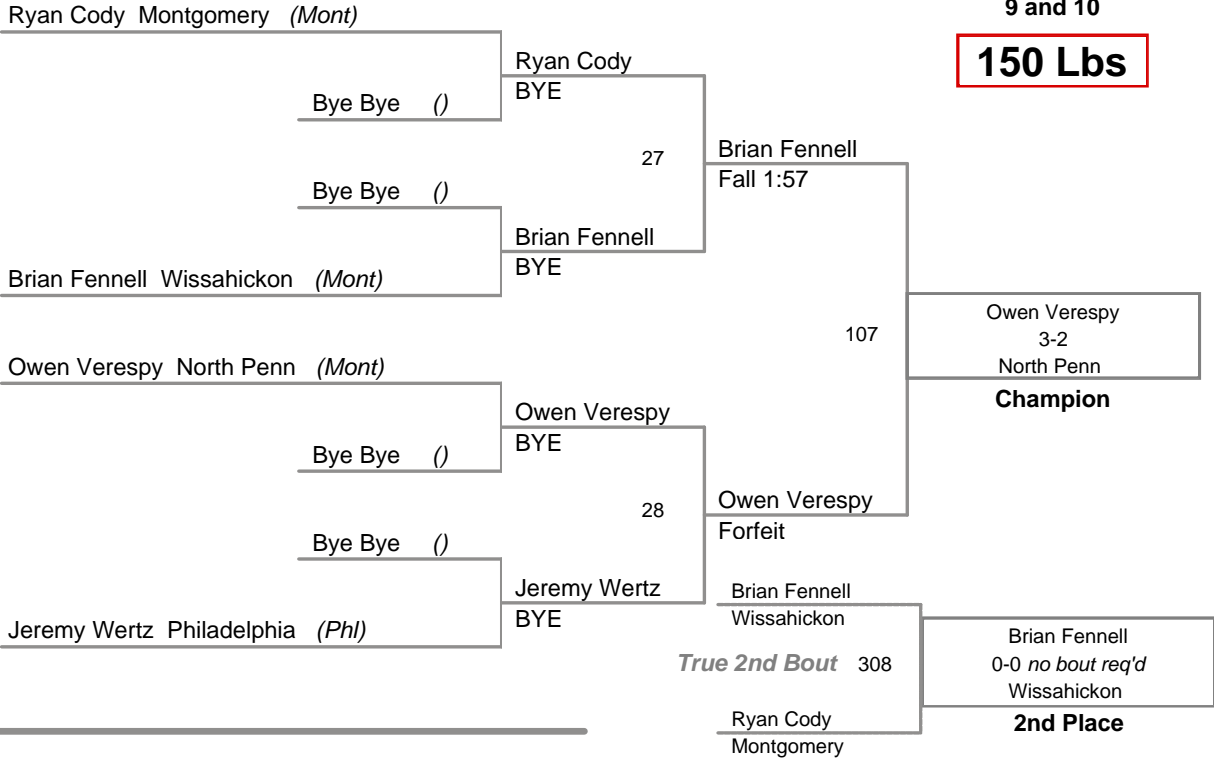 9 and 10
150 Lbs
Ryan Cody Montgomery (Mont)
Ryan Cody
BYE
Bye Bye ()
27
Brian Fennell
Fall 1:57
Bye Bye ()
Brian Fennell
BYE
Brian Fennell Wissahickon (Mont)
107
Owen Verespy
3-2
North Penn
Champion
Owen Verespy North Penn (Mont)
Owen Verespy
BYE
Bye Bye ()
28
Owen Verespy
Forfeit
Bye Bye ()
Jeremy Wertz
BYE
Jeremy Wertz Philadelphia (Phl)
Brian Fennell
Wissahickon
True 2nd Bout 308
Ryan Cody
Montgomery
Brian Fennell
0-0 no bout req'd
Wissahickon
2nd Place